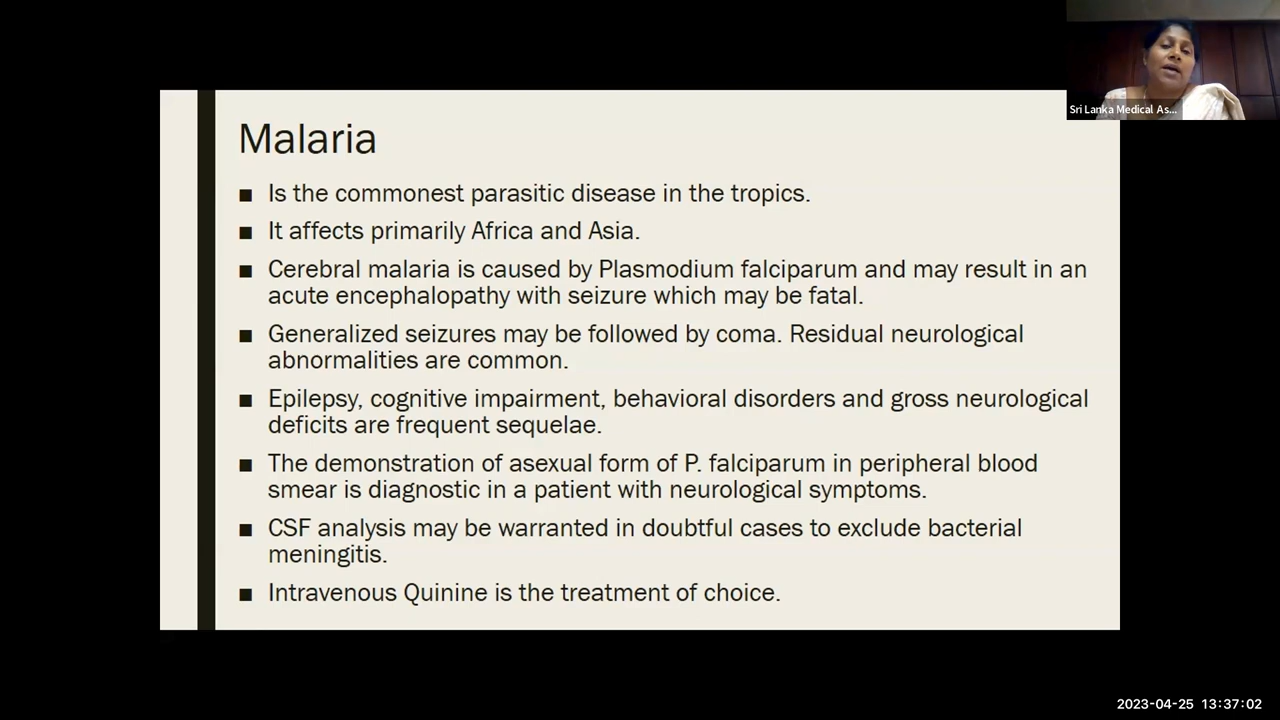 Sri Lanka Medical As...
Malaria
■ Is the commonest parasitic disease in the tropics.
■ It affects primarily Africa and Asia.
■ Cerebral malaria is caused by Plasmodium falciparum and may result in an
acute encephalopathy with seizure which may be fatal.
■ Generalized seizures may be followed by coma. Residual neurological
abnormalities are common.
■ Epilepsy, cognitive impairment, behavioral disorders and gross neurological
deficits are frequent sequelae.
■ The demonstration of asexual form of P. falciparum in peripheral blood
smear is diagnostic in a patient with neurological symptoms.
■ CSF analysis may be warranted in doubtful cases to exclude bacterial
meningitis.
■ Intravenous Quinine is the treatment of choice.
2023-04-25 13:37:02